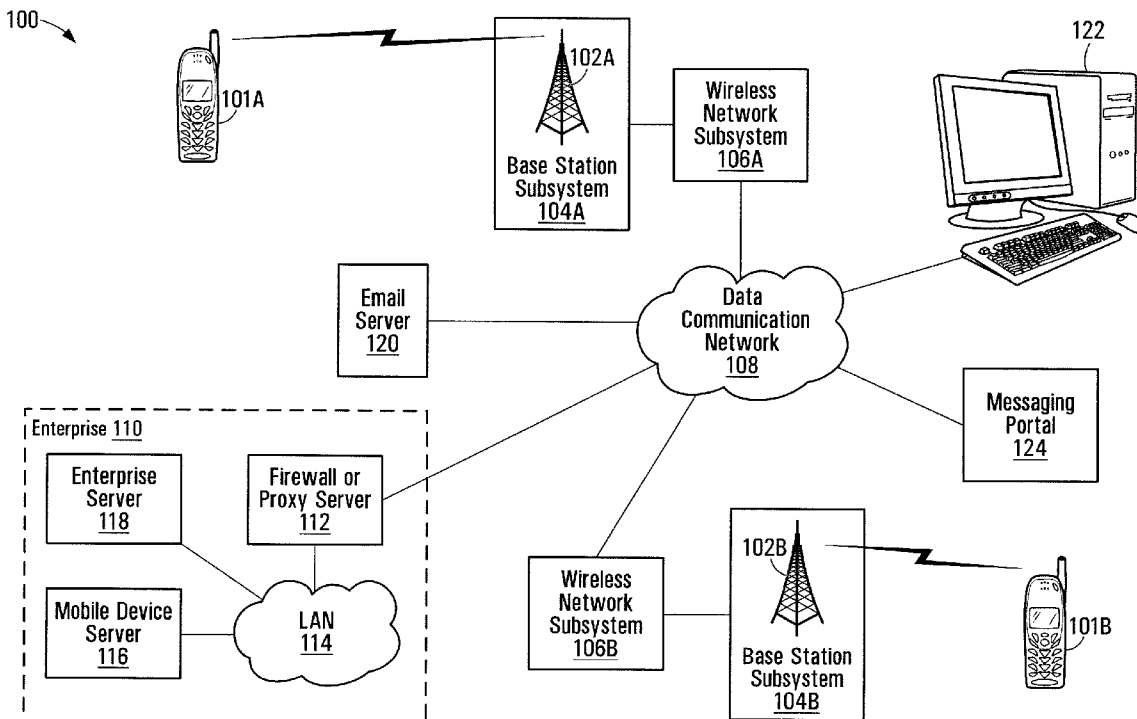 100
101A
102A
Base Station
Subsystem
104A
Wireless
Network
Subsystem
106A
122
Email
Server
120
Data
Communication
Network
108
Messaging
Portal
124
Enterprise 110
Enterprise
Server
118
Firewall or
Proxy Server
112
Mobile Device
Server
116
LAN
114
Wireless
Network
Subsystem
106B
102B
Base Station
Subsystem
104B
101B